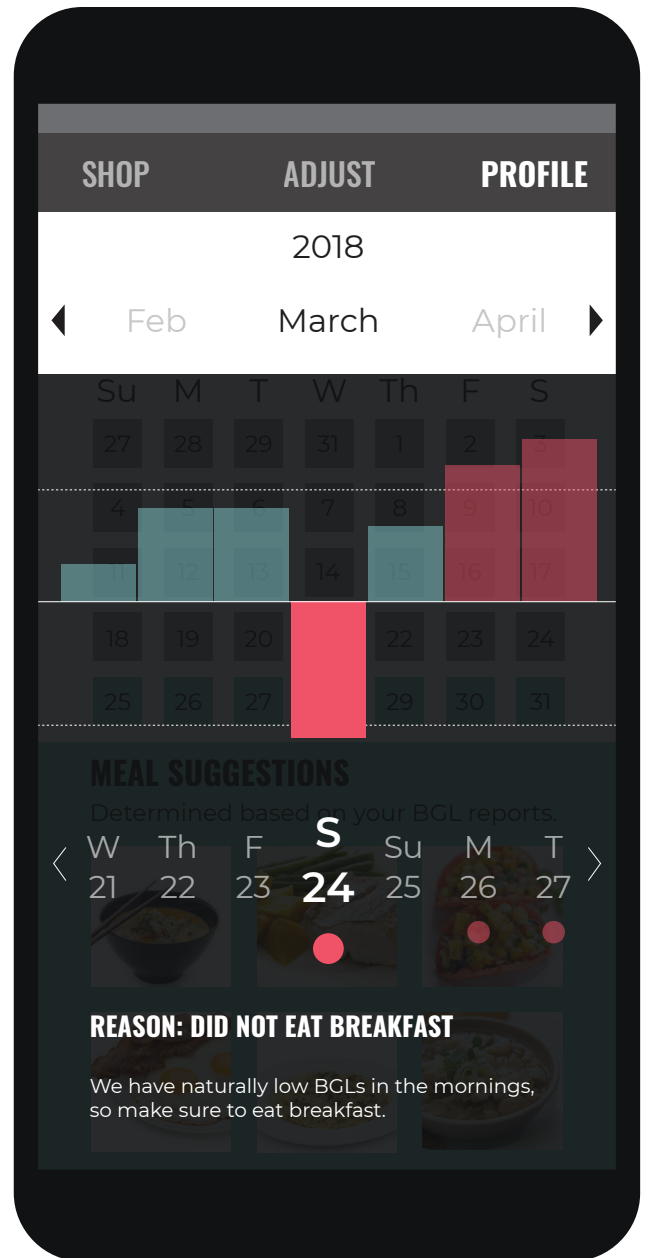 SHOP ADJUST PROFILE
2018
Feb March April
Su M T W Th F S
27 28 29 31 1 2 3
4 5 6 7 8 9 10
11 12 13 14 15 16 17
18 19 20 22 23 24
25 26 27 29 30 31
MEAL SUGGESTIONS
Determined based on your BGL reports.
W Th F S Su M T
21 22 23 24 25 26 27
REASON: DID NOT EAT BREAKFAST
We have naturally low BGLs in the mornings,
so make sure to eat breakfast.